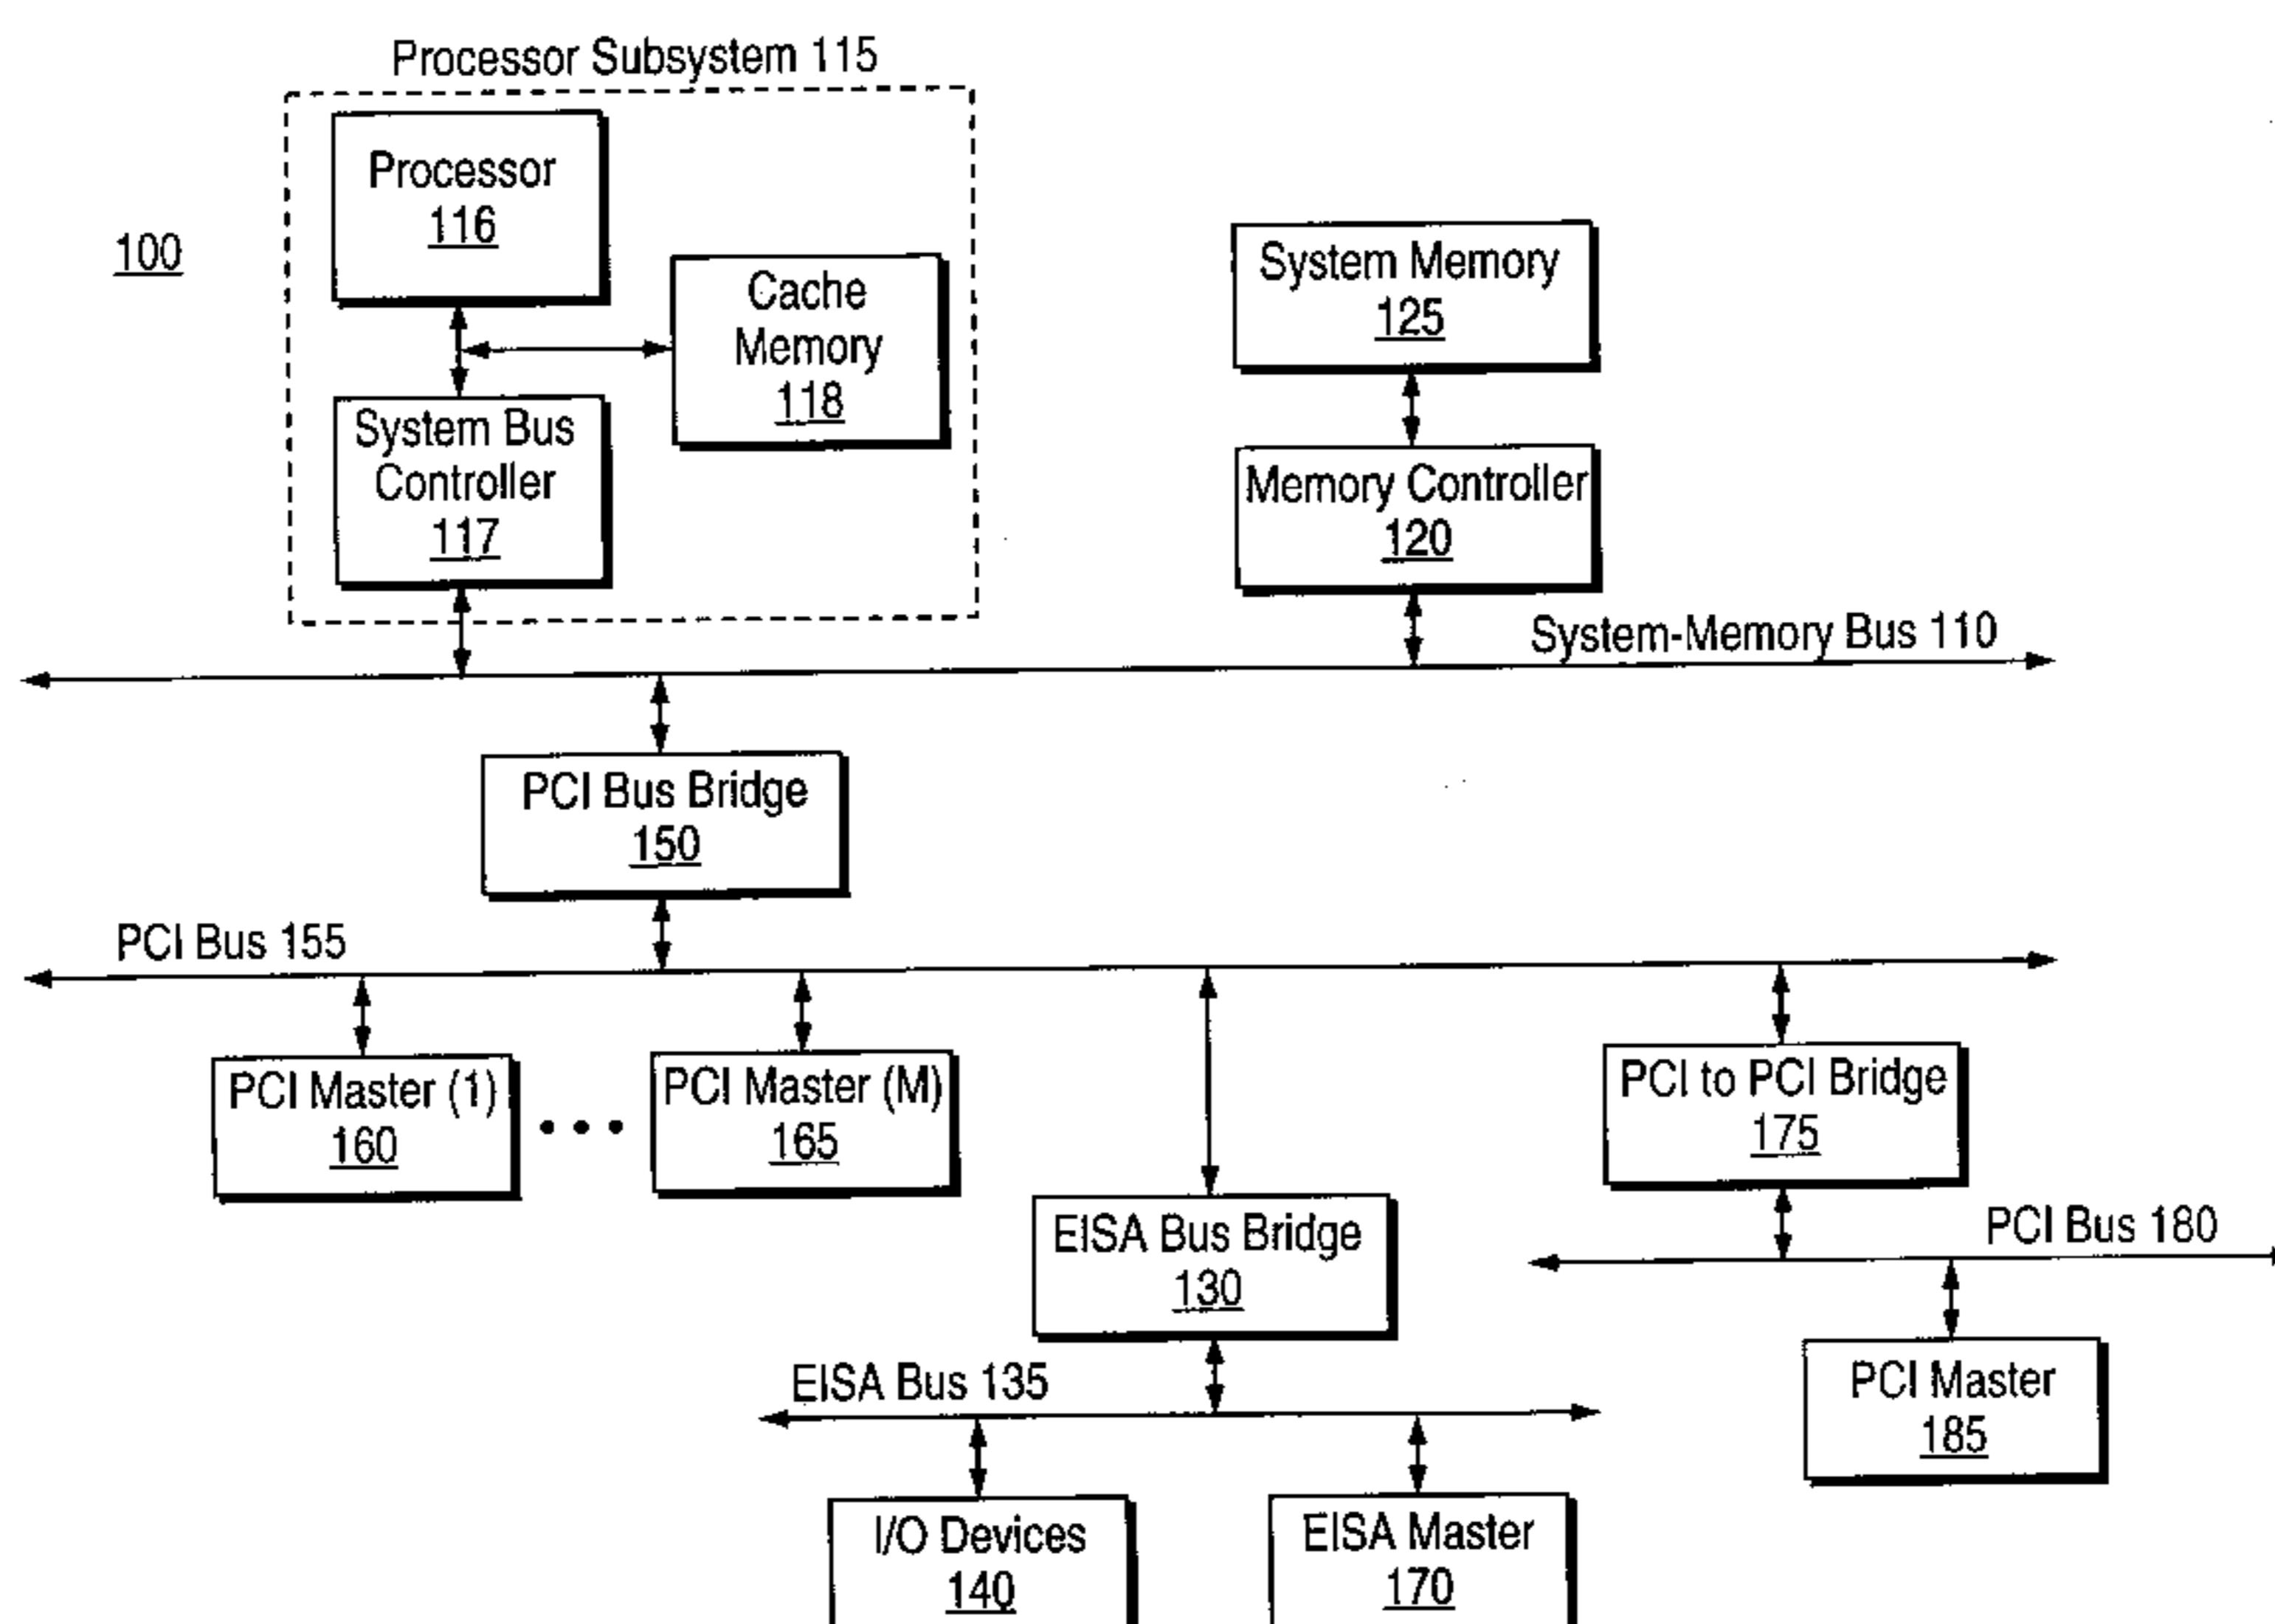 Processor Subsystem 115
Processor
116
100
Cache
Memory
118
System Bus
Controller
117
System Memory
125
Memory Controller
120
System-Memory Bus 110
PCI Bus Bridge
150
PCI Bus 155
PCI Master (1)
160
PCI Master (M)
165
PCI to PCI Bridge
175
EISA Bus Bridge
130
PCI Bus 180
EISA Bus 135
PCI Master
185
I/O Devices
140
EISA Master
170